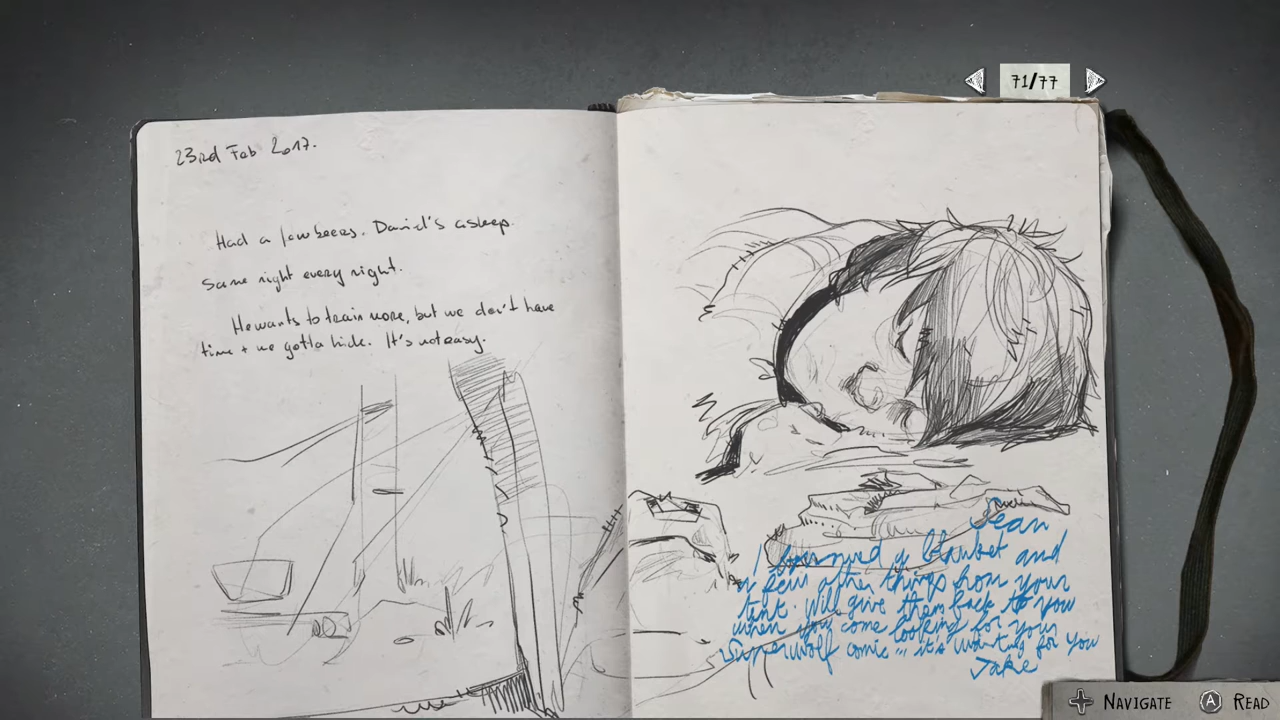 71/77
23rd Feb 2017.
Had a few beers. Daniel's asleep.
Same night every night.
He wants to train more, but we don't have
time + we gotta hide. It's not easy.
Sean
I borrowed a blanket and
a few other things from your
tent. Will give them back to you
when you come looking for your
Superwolf comic... it's waiting for you
Jake
NAVIGATE
A READ